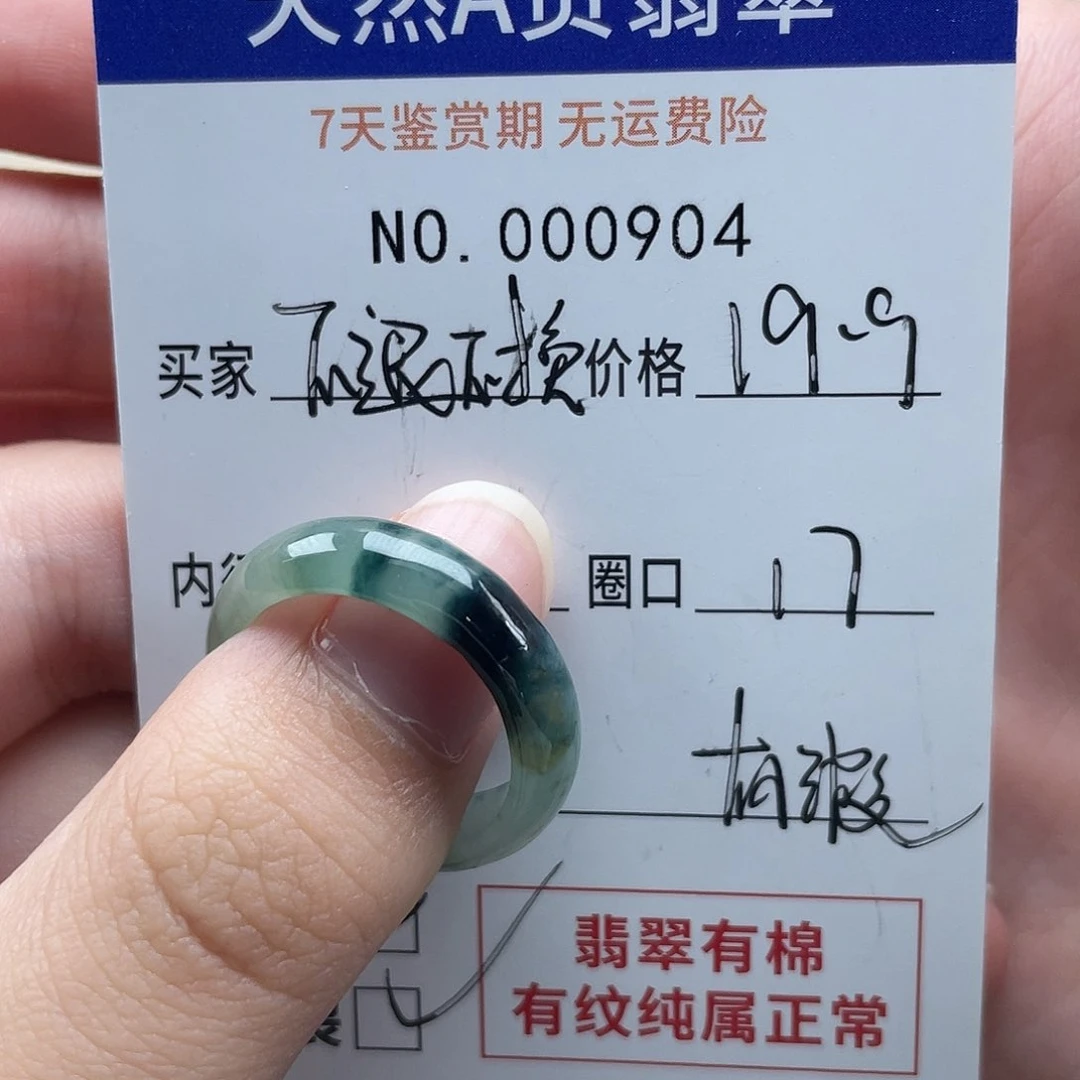 天然A货翡翠
7天鉴赏期 无运费险
NO.000904
买家 不退不换 价格 19.9
内径 圈口 17
有瑕
翡翠有棉
有纹纯属正常